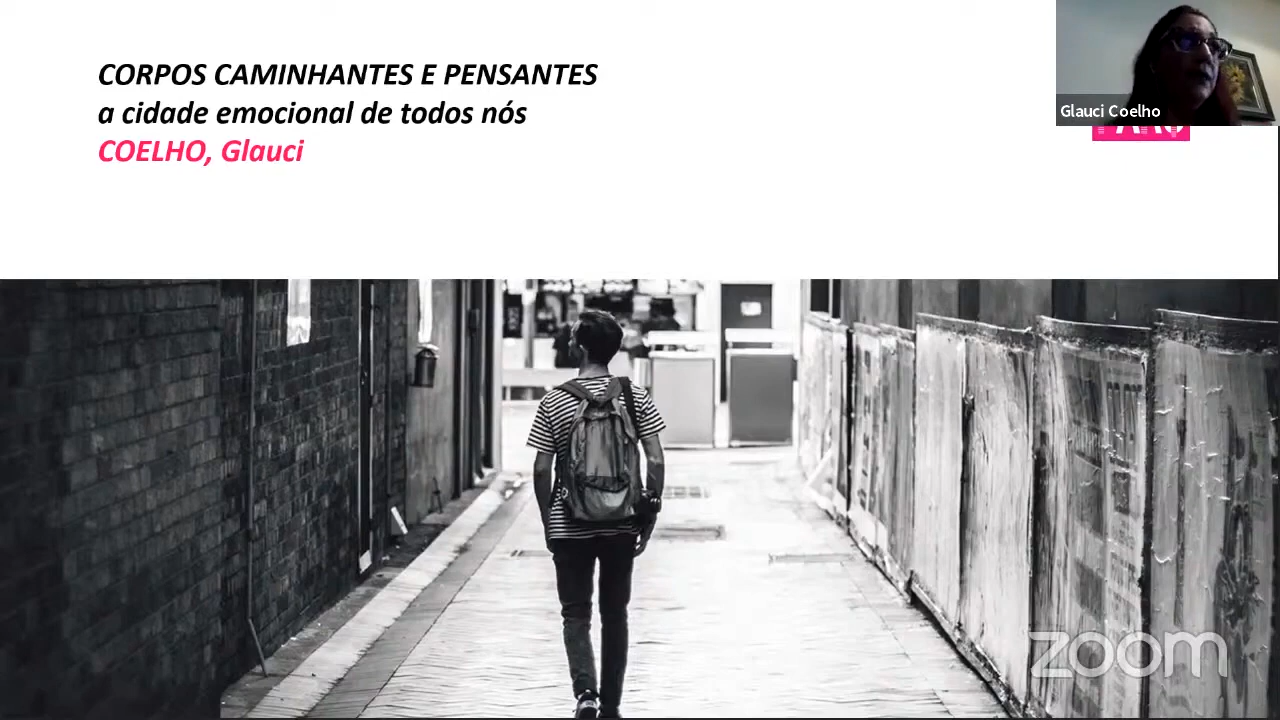 CORPOS CAMINHANTES E PENSANTES
a cidade emocional de todos nós
COELHO, Glauci
Glauci Coelho
zoom